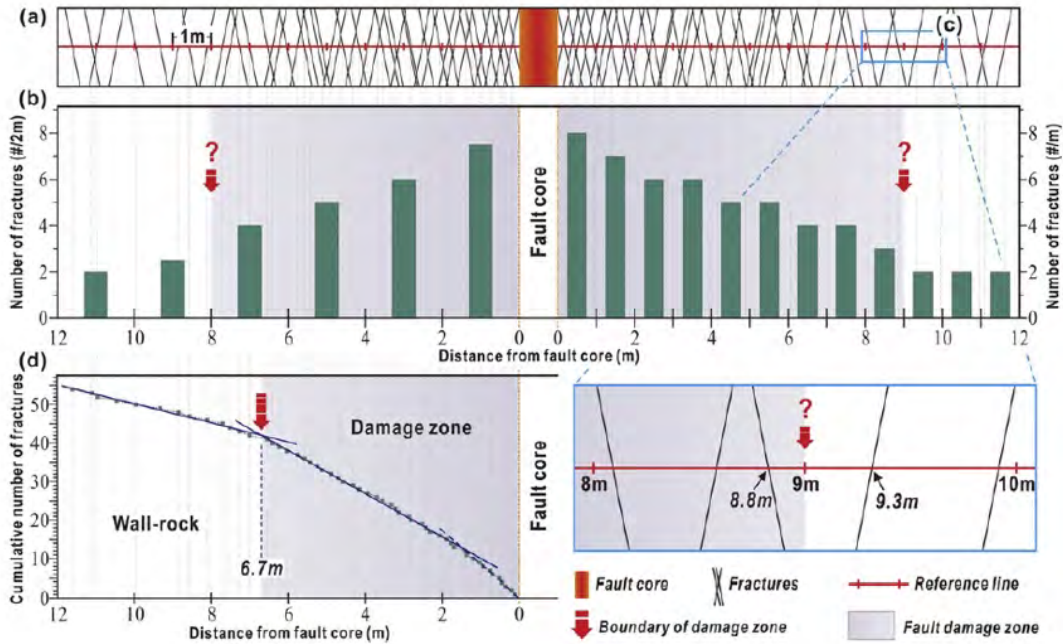 (a)
1m
(c)
(b)
Number of fractures (#/2m)
8
6
4
2
0
?
Fault core
?
8
6
4
2
0
Number of fractures (#/m)
12 10 8 6 4 2 0 0 2 4 6 8 10 12
Distance from fault core (m)
(d)
Cumulative number of fractures
50
40
30
20
10
0
Damage zone
Wall-rock
6.7m
Fault core
12 10 8 6 4 2 0
Distance from fault core (m)
?
8m 8.8m 9m 9.3m 10m
Fault core Fractures Reference line
Boundary of damage zone Fault damage zone